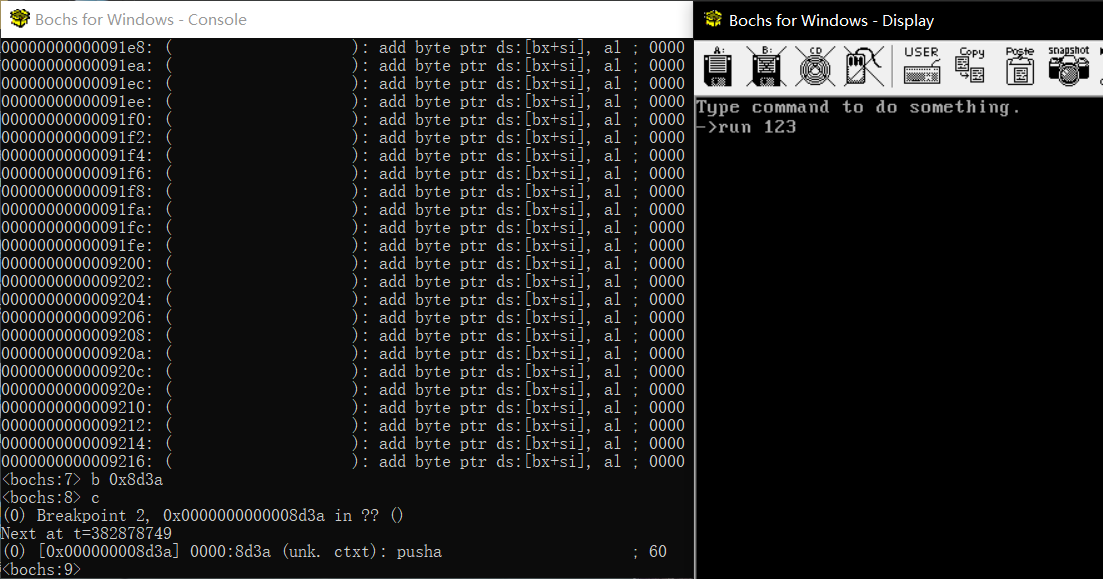 Bochs for Windows - Console
00000000000091e8: (                    ): add byte ptr ds:[bx+si], al ; 0000
00000000000091ea: (                    ): add byte ptr ds:[bx+si], al ; 0000
00000000000091ec: (                    ): add byte ptr ds:[bx+si], al ; 0000
00000000000091ee: (                    ): add byte ptr ds:[bx+si], al ; 0000
00000000000091f0: (                    ): add byte ptr ds:[bx+si], al ; 0000
00000000000091f2: (                    ): add byte ptr ds:[bx+si], al ; 0000
00000000000091f4: (                    ): add byte ptr ds:[bx+si], al ; 0000
00000000000091f6: (                    ): add byte ptr ds:[bx+si], al ; 0000
00000000000091f8: (                    ): add byte ptr ds:[bx+si], al ; 0000
00000000000091fa: (                    ): add byte ptr ds:[bx+si], al ; 0000
00000000000091fc: (                    ): add byte ptr ds:[bx+si], al ; 0000
00000000000091fe: (                    ): add byte ptr ds:[bx+si], al ; 0000
0000000000009200: (                    ): add byte ptr ds:[bx+si], al ; 0000
0000000000009202: (                    ): add byte ptr ds:[bx+si], al ; 0000
0000000000009204: (                    ): add byte ptr ds:[bx+si], al ; 0000
0000000000009206: (                    ): add byte ptr ds:[bx+si], al ; 0000
0000000000009208: (                    ): add byte ptr ds:[bx+si], al ; 0000
000000000000920a: (                    ): add byte ptr ds:[bx+si], al ; 0000
000000000000920c: (                    ): add byte ptr ds:[bx+si], al ; 0000
000000000000920e: (                    ): add byte ptr ds:[bx+si], al ; 0000
0000000000009210: (                    ): add byte ptr ds:[bx+si], al ; 0000
0000000000009212: (                    ): add byte ptr ds:[bx+si], al ; 0000
0000000000009214: (                    ): add byte ptr ds:[bx+si], al ; 0000
0000000000009216: (                    ): add byte ptr ds:[bx+si], al ; 0000
<bochs:7> b 0x8d3a
<bochs:8> c
(0) Breakpoint 2, 0x0000000000008d3a in ?? ()
Next at t=382878749
(0) [0x000000008d3a] 0000:8d3a (unk. ctxt): pusha                     ; 60
<bochs:9>
Bochs for Windows - Display
A: B: CD USER Copy Paste snapshot
Type command to do something.
->run 123